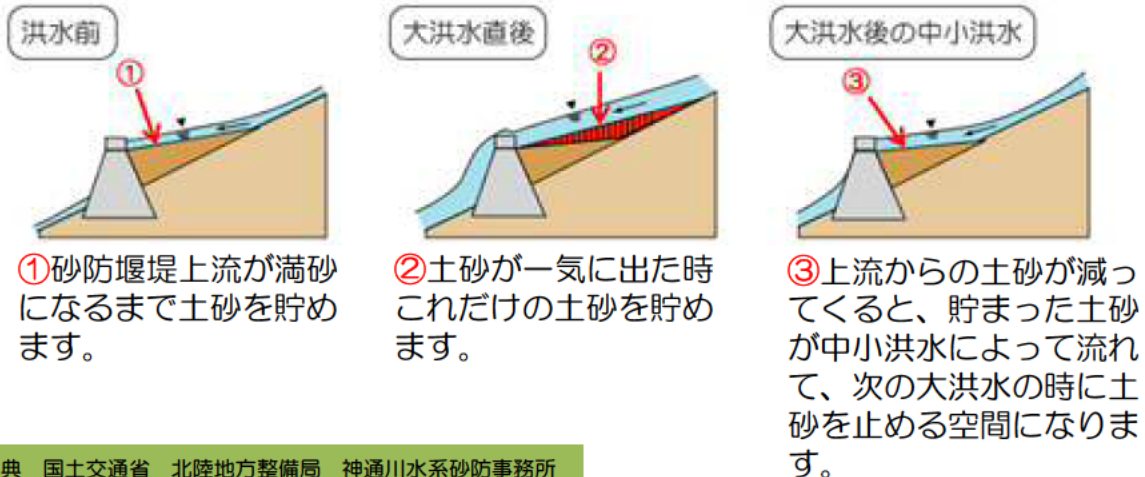 洪水前
①
①砂防堰堤上流が満砂
になるまで土砂を貯め
ます。
大洪水直後
②
②土砂が一気に出た時
これだけの土砂を貯め
ます。
大洪水後の中小洪水
③
③上流からの土砂が減っ
てくると、貯まった土砂
が中小洪水によって流れ
て、次の大洪水の時に土
砂を止める空間になりま
す。
典 国土交通省 北陸地方整備局 神通川水系砂防事務所